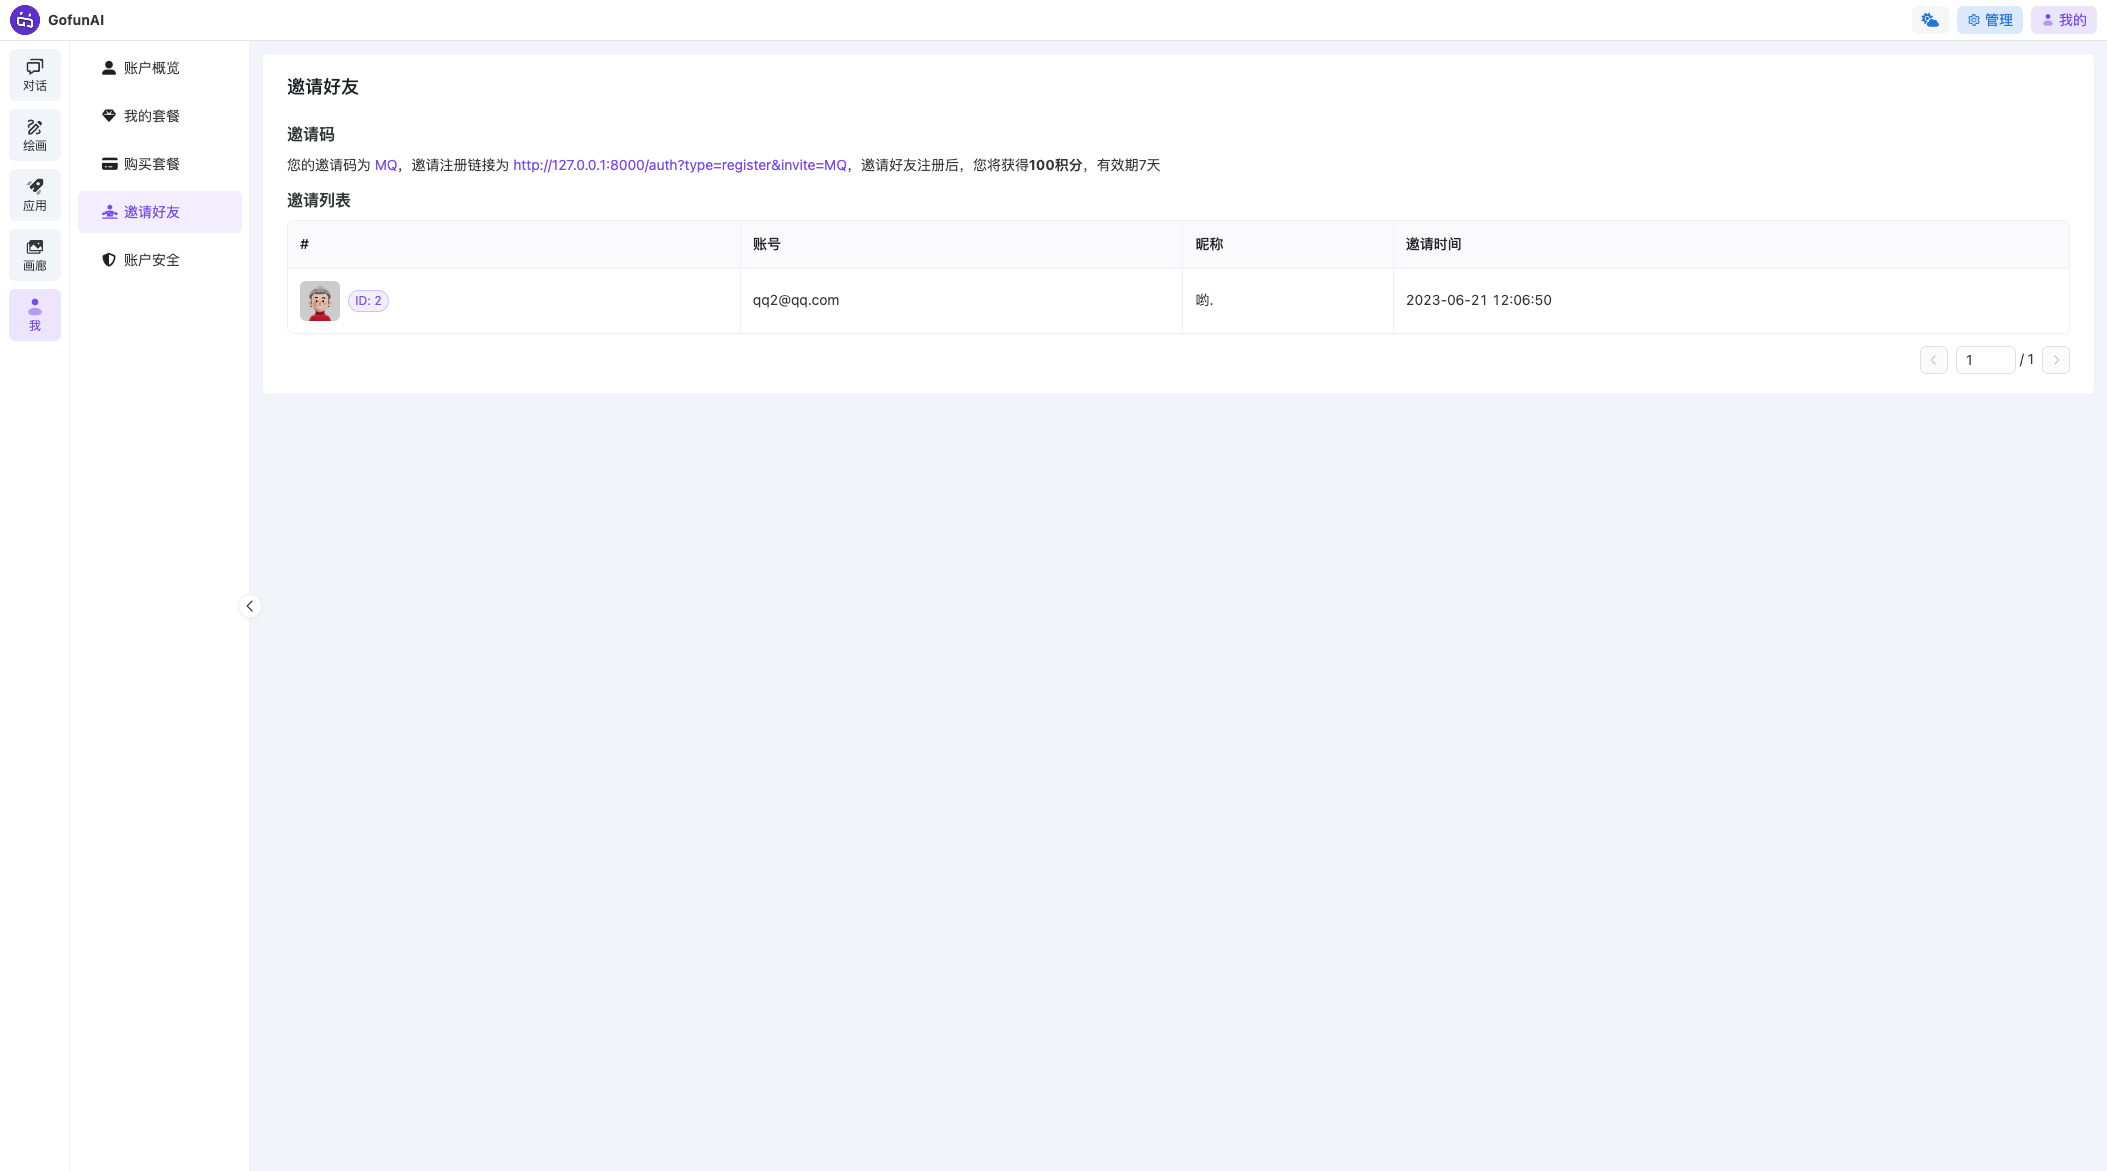 GofunAI
管理
我的
对话
绘画
应用
画廊
我
账户概览
我的套餐
购买套餐
邀请好友
账户安全
邀请好友
邀请码
您的邀请码为 MQ，邀请注册链接为 http://127.0.0.1:8000/auth?type=register&invite=MQ，邀请好友注册后，您将获得100积分，有效期7天
邀请列表
# 账号 昵称 邀请时间
ID: 2 qq2@qq.com 哟. 2023-06-21 12:06:50
1 / 1